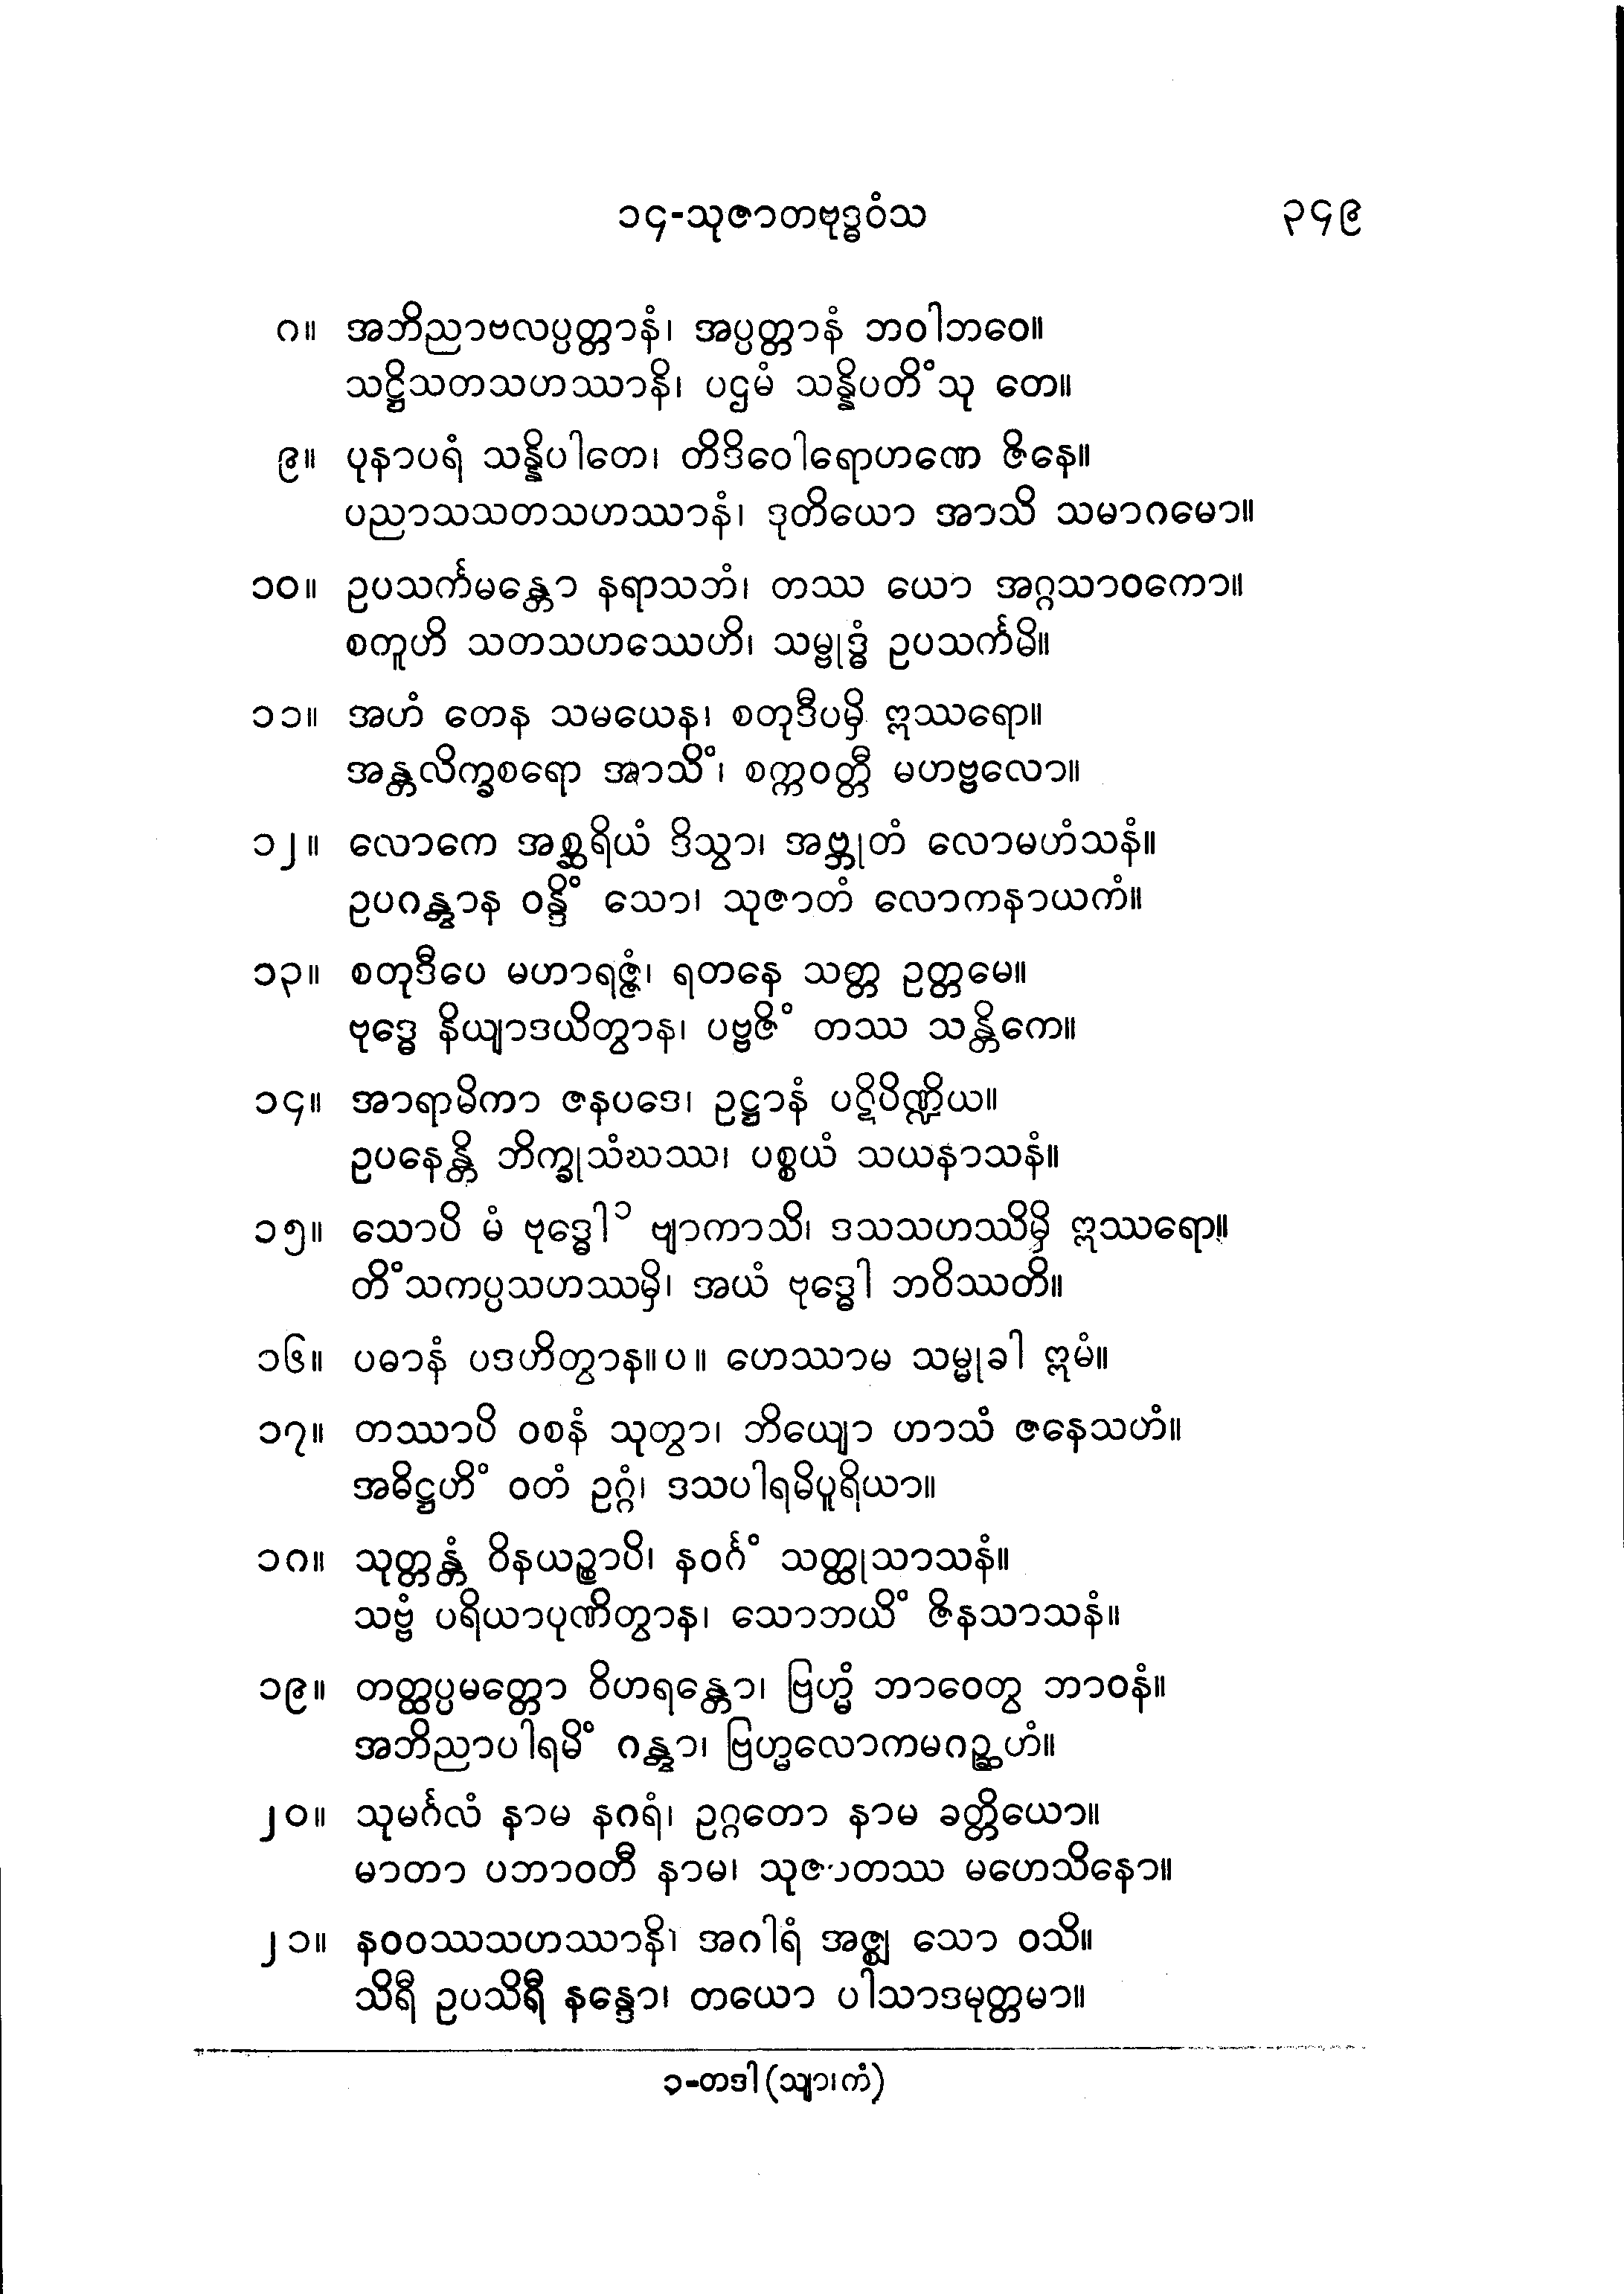 ၁၄-သုဇာတဗုဒ္ဓဝံသ ၃၄၉
၈။ အဘိညာဗလပ္ပတ္တာနံ၊ အပ္ပတ္တာနံ ဘဝါဘဝေ။
သဋ္ဌိသတသဟဿာနိ၊ ပဌမံ သန္နိပတိံသု တေ။
၉။ ပုနာပရံ သန္နိပါတေ၊ တိဒိဝေါရောဟဏေ ဇိနေ။
ပညာသသတသဟဿာနံ၊ ဒုတိယော အာသိ သမာဂမော။
၁၀။ ဥပသင်္ကမန္တော နရာသဘံ၊ တဿ ယော အဂ္ဂသာဝကော။
စတူဟိ သတသဟဿေဟိ၊ သမ္ဗုဒ္ဓံ ဥပသင်္ကမိ။
၁၁။ အဟံ တေန သမယေန၊ စတုဒီပမှိ ဣဿရော။
အန္တလိက္ခစရော အာသိံ၊ စက္ကဝတ္တီ မဟဗ္ဗလော။
၁၂။ လောကေ အစ္ဆရိယံ ဒိသွာ၊ အဗ္ဘုတံ လောမဟံသနံ။
ဥပဂန္တွာန ဝန္ဒိံ သော၊ သုဇာတံ လောကနာယကံ။
၁၃။ စတုဒီပေ မဟာရဇ္ဇံ၊ ရတနေ သတ္တ ဥတ္တမေ။
ဗုဒ္ဓေ နိယျာဒယိတွာန၊ ပဗ္ဗဇိံ တဿ သန္တိကေ။
၁၄။ အာရာမိကာ ဇနပဒေ၊ ဥဋ္ဌာနံ ပဋိပိဏ္ဍိယ။
ဥပနေန္တိ ဘိက္ခုသံဃဿ၊ ပစ္စယံ သယနာသနံ။
၁၅။ သောပိ မံ ဗုဒ္ဓေါ ၁ ဗျာကာသိ၊ ဒသသဟဿိမှိ ဣဿရော။
တိံသကပ္ပသဟဿမှိ၊ အယံ ဗုဒ္ဓေါ ဘဝိဿတိ။
၁၆။ ပဓာနံ ပဒဟိတွာန။ပ။ ဟေဿာမ သမ္မုခါ ဣမံ။
၁၇။ တဿာပိ ဝစနံ သုတွာ၊ ဘိယျော ဟာသံ ဇနေသဟံ။
အဓိဋ္ဌဟိံ ဝတံ ဥဂ္ဂံ၊ ဒသပါရမိပူရိယာ။
၁၈။ သုတ္တန္တံ ဝိနယဉ္စာပိ၊ နဝင်္ဂံ သတ္ထုသာသနံ။
သဗ္ဗံ ပရိယာပုဏိတွာန၊ သောဘယိံ ဇိနသာသနံ။
၁၉။ တတ္ထပ္ပမတ္တော ဝိဟရန္တော၊ ဗြဟ္မံ ဘာဝေတွ ဘာဝနံ။
အဘိညာပါရမိံ ဂန္တွာ၊ ဗြဟ္မလောကမဂဉ္ဆဟံ။
၂၀။ သုမင်္ဂလံ နာမ နဂရံ၊ ဥဂ္ဂတော နာမ ခတ္တိယော။
မာတာ ပဘာဝတီ နာမ၊ သုဇာတဿ မဟေသိနော။
၂၁။ နဝဝဿသဟဿာနိ၊ အဂါရံ အဇ္ဈ သော ဝသိ။
သိရီ ဥပသိရီ နန္ဒော၊ တယော ပါသာဒမုတ္တမာ။
၁-တဒါ (သျာ၊ကံ)